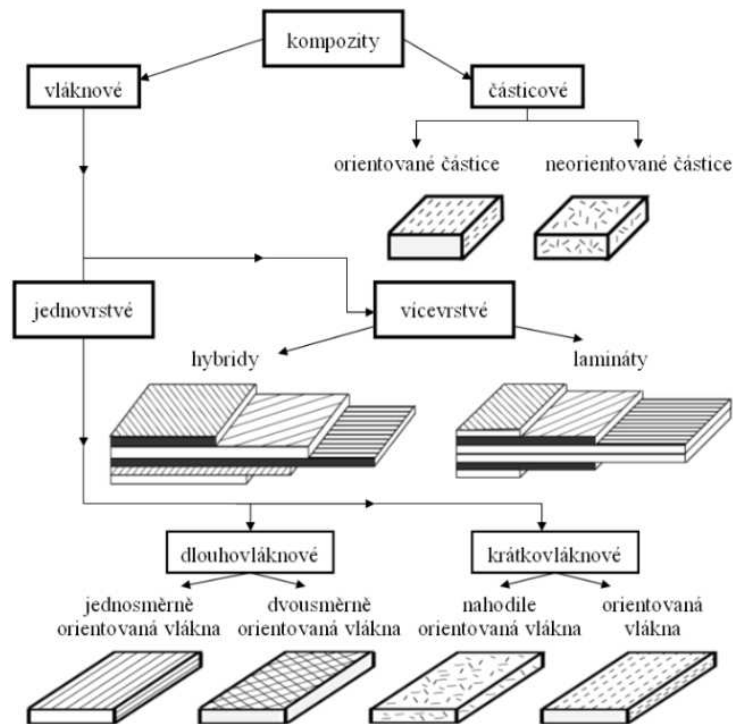 kompozity
vláknové
částicové
orientované částice
neorientované částice
jednovrstvé
vícevrstvé
hybridy
lamináty
dlouhovláknové
krátkovláknové
jednosměrně
orientovaná vlákna
dvousměrně
orientovaná vlákna
nahodile
orientovaná vlákna
orientovaná
vlákna